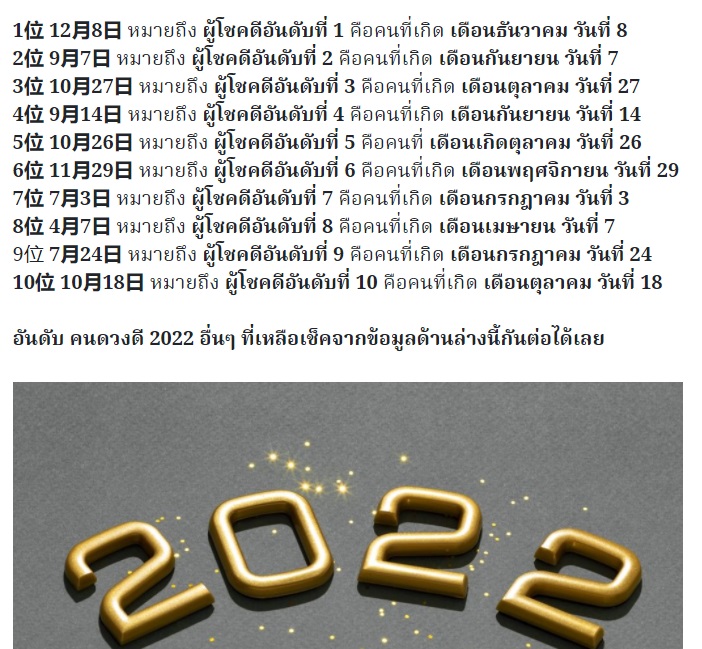 1位 12月8日 หมายถึง ผู้โชคดีอันดับที่ 1 คือคนที่เกิด เดือนธันวาคม วันที่ 8
2位 9月7日 หมายถึง ผู้โชคดีอันดับที่ 2 คือคนที่เกิด เดือนกันยายน วันที่ 7
3位 10月27日 หมายถึง ผู้โชคดีอันดับที่ 3 คือคนที่เกิด เดือนตุลาคม วันที่ 27
4位 9月14日 หมายถึง ผู้โชคดีอันดับที่ 4 คือคนที่เกิด เดือนกันยายน วันที่ 14
5位 10月26日 หมายถึง ผู้โชคดีอันดับที่ 5 คือคนที่ เดือนเกิดตุลาคม วันที่ 26
6位 11月29日 หมายถึง ผู้โชคดีอันดับที่ 6 คือคนที่เกิด เดือนพฤศจิกายน วันที่ 29
7位 7月3日 หมายถึง ผู้โชคดีอันดับที่ 7 คือคนที่เกิด เดือนกรกฎาคม วันที่ 3
8位 4月7日 หมายถึง ผู้โชคดีอันดับที่ 8 คือคนที่เกิด เดือนเมษายน วันที่ 7
9位 7月24日 หมายถึง ผู้โชคดีอันดับที่ 9 คือคนที่เกิด เดือนกรกฎาคม วันที่ 24
10位 10月18日 หมายถึง ผู้โชคดีอันดับที่ 10 คือคนที่เกิด เดือนตุลาคม วันที่ 18
อันดับ คนดวงดี 2022 อื่นๆ ที่เหลือเช็คจากข้อมูลด้านล่างนี้กันต่อได้เลย
2022